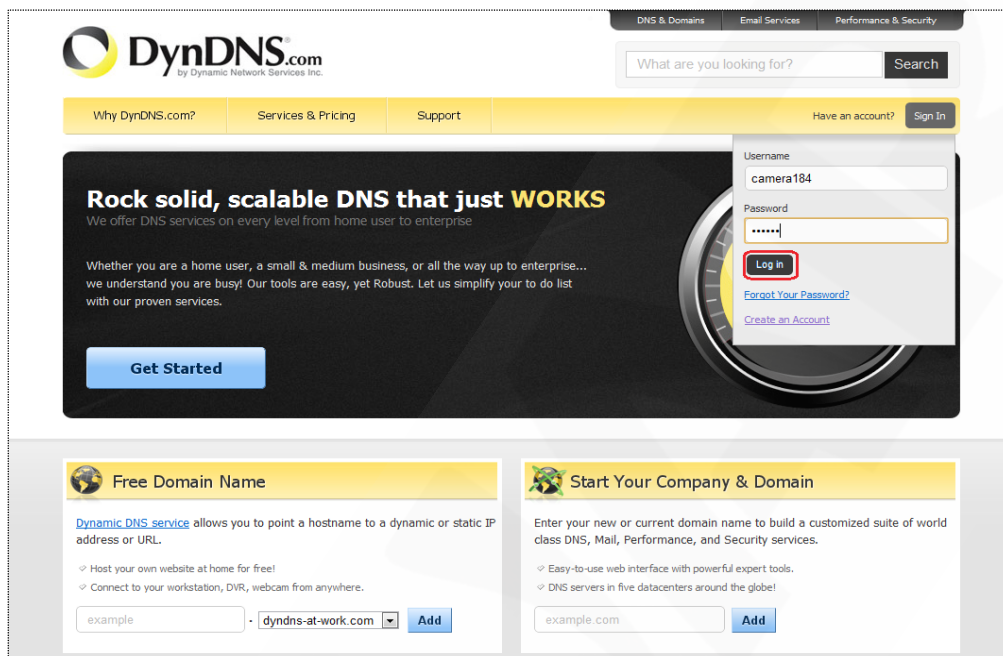 DNS & Domains Email Services Performance & Security
DynDNS.com
by Dynamic Network Services Inc.
What are you looking for? Search
Why DynDNS.com? Services & Pricing Support Have an account? Sign In
Username
camera184
Password
••••••
Log in
Forgot Your Password?
Create an Account
Rock solid, scalable DNS that just WORKS
We offer DNS services on every level from home user to enterprise
Whether you are a home user, a small & medium business, or all the way up to enterprise...
we understand you are busy! Our tools are easy, yet Robust. Let us simplify your to do list
with our proven services.
Get Started
Free Domain Name
Dynamic DNS service allows you to point a hostname to a dynamic or static IP
address or URL.
Host your own website at home for free!
Connect to your workstation, DVR, webcam from anywhere.
example - dyndns-at-work.com Add
Start Your Company & Domain
Enter your new or current domain name to build a customized suite of world
class DNS, Mail, Performance, and Security services.
Easy-to-use web interface with powerful expert tools.
DNS servers in five datacenters around the globe!
example.com Add